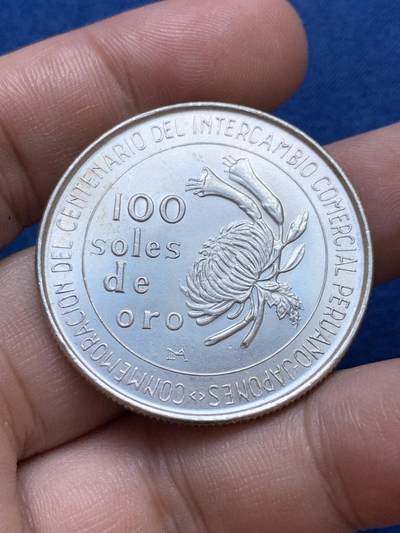 CONMEMORACION DEL CENTENARIO DEL INTERCAMBIO COMERCIAL PERUANO-JAPONES
100
soles
de
oro